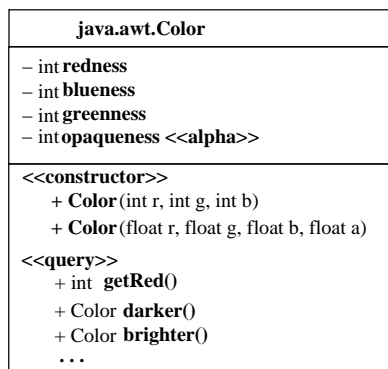 java.awt.Color
– int redness
– int blueness
– int greenness
– int opaqueness <<alpha>>
<<constructor>>
+ Color(int r, int g, int b)
+ Color(float r, float g, float b, float a)
<<query>>
+ int getRed()
+ Color darker()
+ Color brighter()
. . .